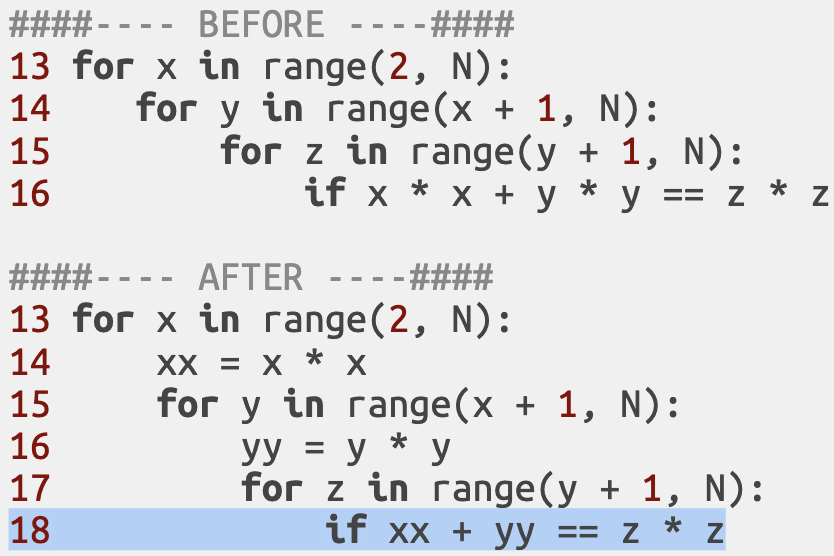 ####---- BEFORE ----####
13 for x in range(2, N):
14    for y in range(x + 1, N):
15        for z in range(y + 1, N):
16            if x * x + y * y == z * z
####---- AFTER ----####
13 for x in range(2, N):
14     xx = x * x
15     for y in range(x + 1, N):
16         yy = y * y
17         for z in range(y + 1, N):
18             if xx + yy == z * z